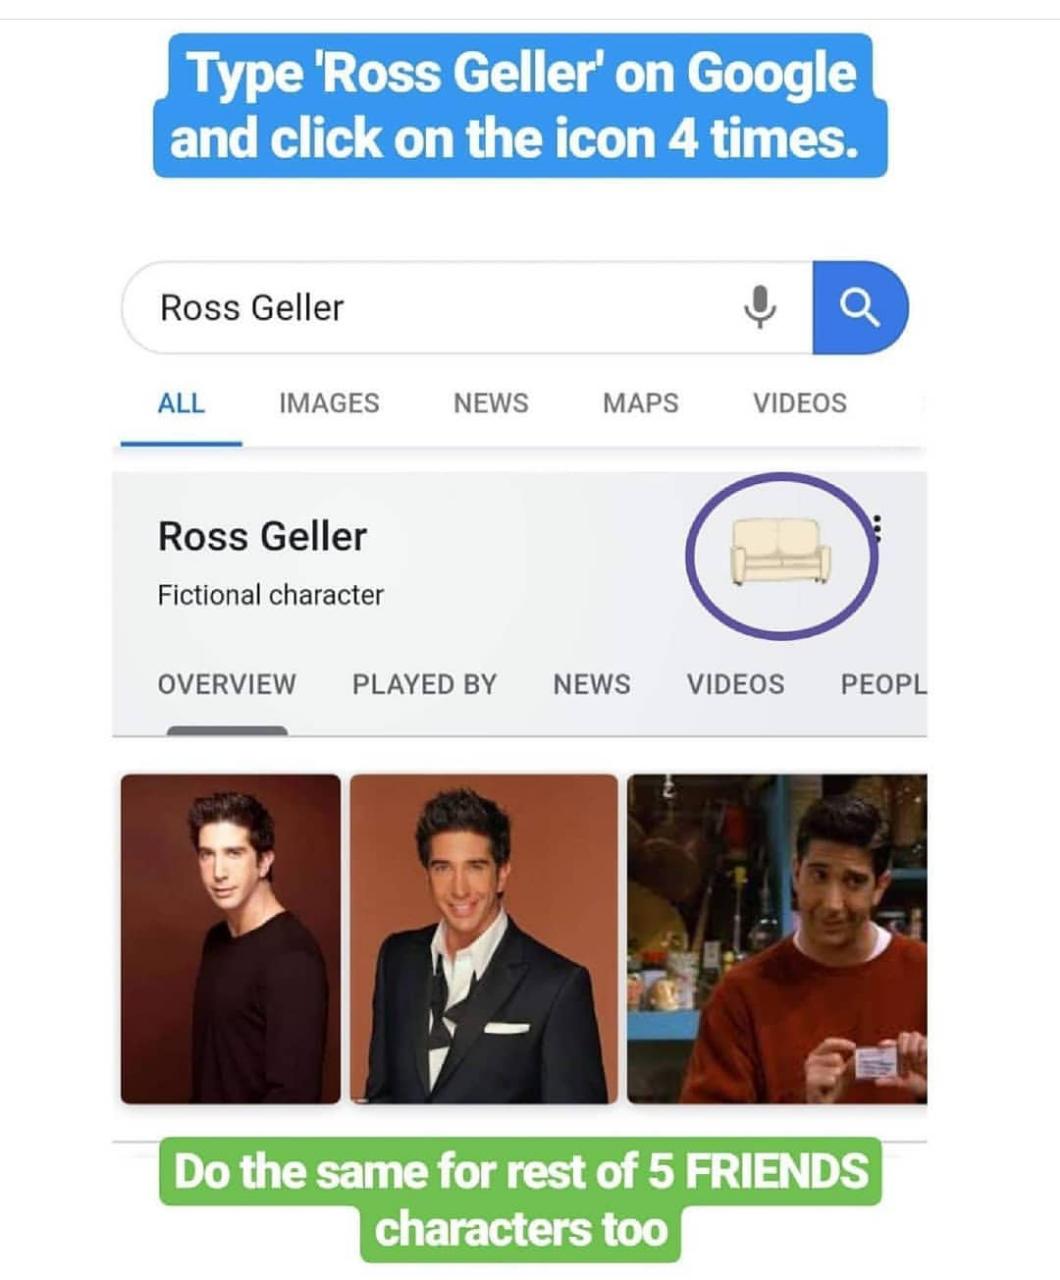 Type 'Ross Geller' on Google
and click on the icon 4 times.
Ross Geller
ALL IMAGES NEWS MAPS VIDEOS
Ross Geller
Fictional character
OVERVIEW PLAYED BY NEWS VIDEOS PEOPL
Do the same for rest of 5 FRIENDS
characters too